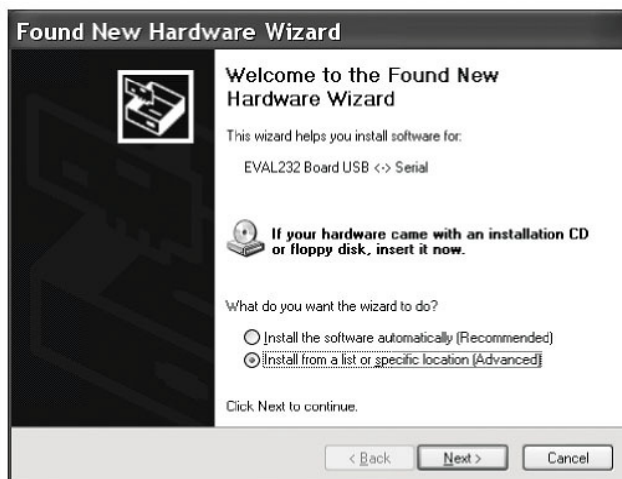 Found New Hardware Wizard
Welcome to the Found New
Hardware Wizard
This wizard helps you install software for:
EVAL232 Board USB <-> Serial
If your hardware came with an installation CD
or floppy disk, insert it now.
What do you want the wizard to do?
Install the software automatically (Recommended)
Install from a list or specific location (Advanced)
Click Next to continue.
< Back Next > Cancel